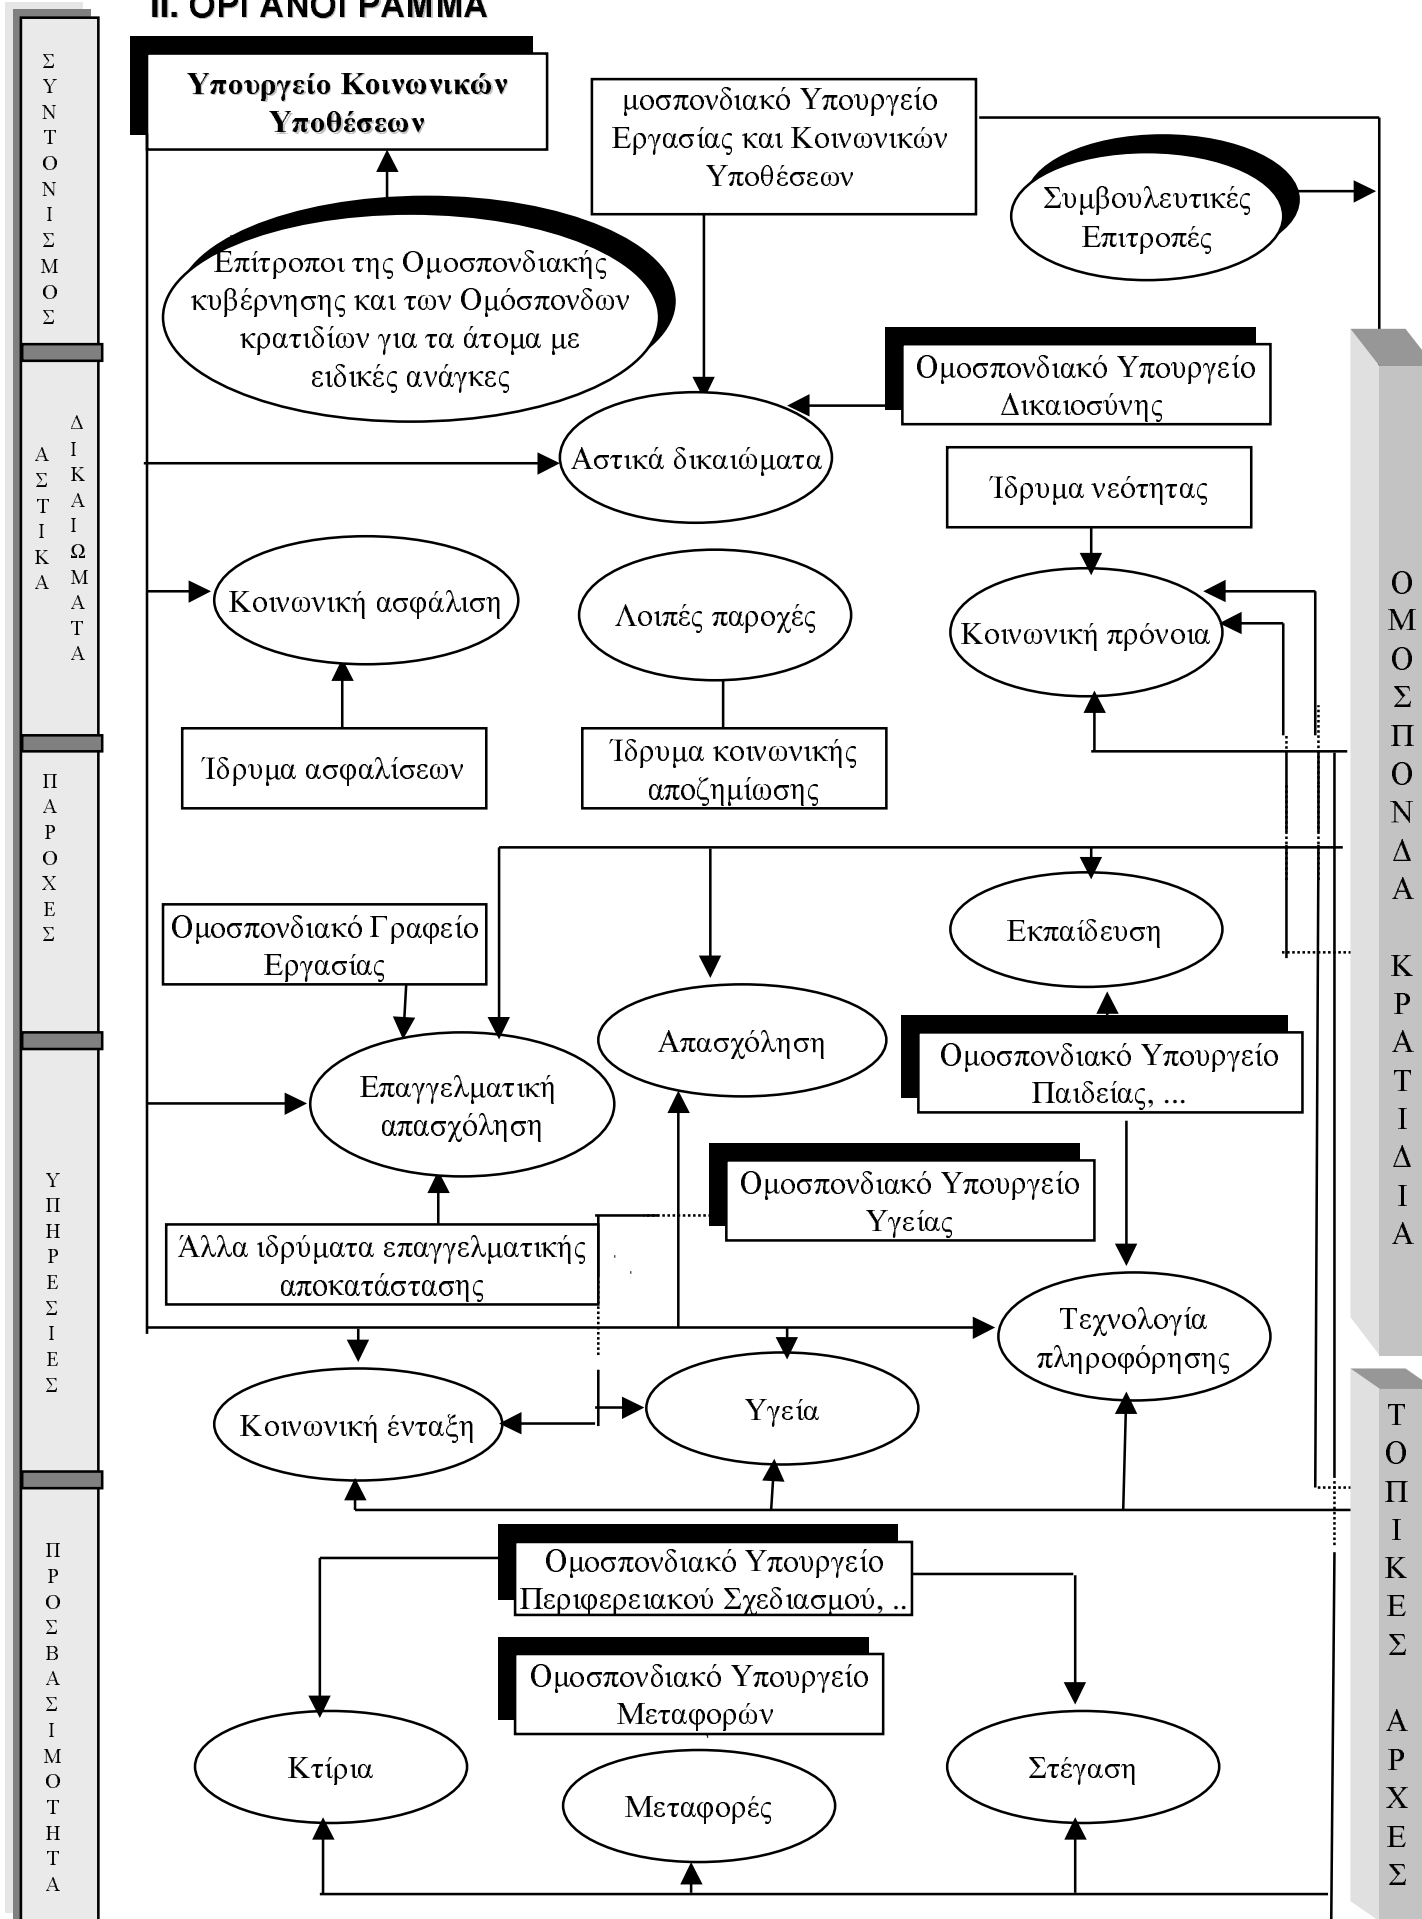 ΙΙ. ΟΡΓΑΝΟΓΡΑΜΜΑ
ΣΥΝΤΟΝΙΣΜΟΣ
Υπουργείο Κοινωνικών
Υποθέσεων
μοσπονδιακό Υπουργείο
Εργασίας και Κοινωνικών
Υποθέσεων
Συμβουλευτικές
Επιτροπές
Επίτροποι της Ομοσπονδιακής
κυβέρνησης και των Ομόσπονδων
κρατιδίων για τα άτομα με
ειδικές ανάγκες
ΑΣΤΙΚΑ
ΔΙΚΑΙΩΜΑΤΑ
Ομοσπονδιακό Υπουργείο
Δικαιοσύνης
Αστικά δικαιώματα
Ίδρυμα νεότητας
Κοινωνική ασφάλιση
Λοιπές παροχές
Κοινωνική πρόνοια
Ίδρυμα ασφαλίσεων
Ίδρυμα κοινωνικής
αποζημίωσης
ΟΜΟΣΠΟΝΔΑ ΚΡΑΤΙΔΙΑ
ΠΑΡΟΧΕΣ
Ομοσπονδιακό Γραφείο
Εργασίας
Εκπαίδευση
Απασχόληση
Ομοσπονδιακό Υπουργείο
Παιδείας, ...
Επαγγελματική
απασχόληση
ΥΠΗΡΕΣΙΕΣ
Ομοσπονδιακό Υπουργείο
Υγείας
Άλλα ιδρύματα επαγγελματικής
αποκατάστασης
Τεχνολογία
πληροφόρησης
Κοινωνική ένταξη
Υγεία
ΤΟΠΙΚΕΣ ΑΡΧΕΣ
ΠΡΟΣΒΑΣΙΜΟΤΗΤΑ
Ομοσπονδιακό Υπουργείο
Περιφερειακού Σχεδιασμού, ..
Ομοσπονδιακό Υπουργείο
Μεταφορών
Κτίρια
Μεταφορές
Στέγαση